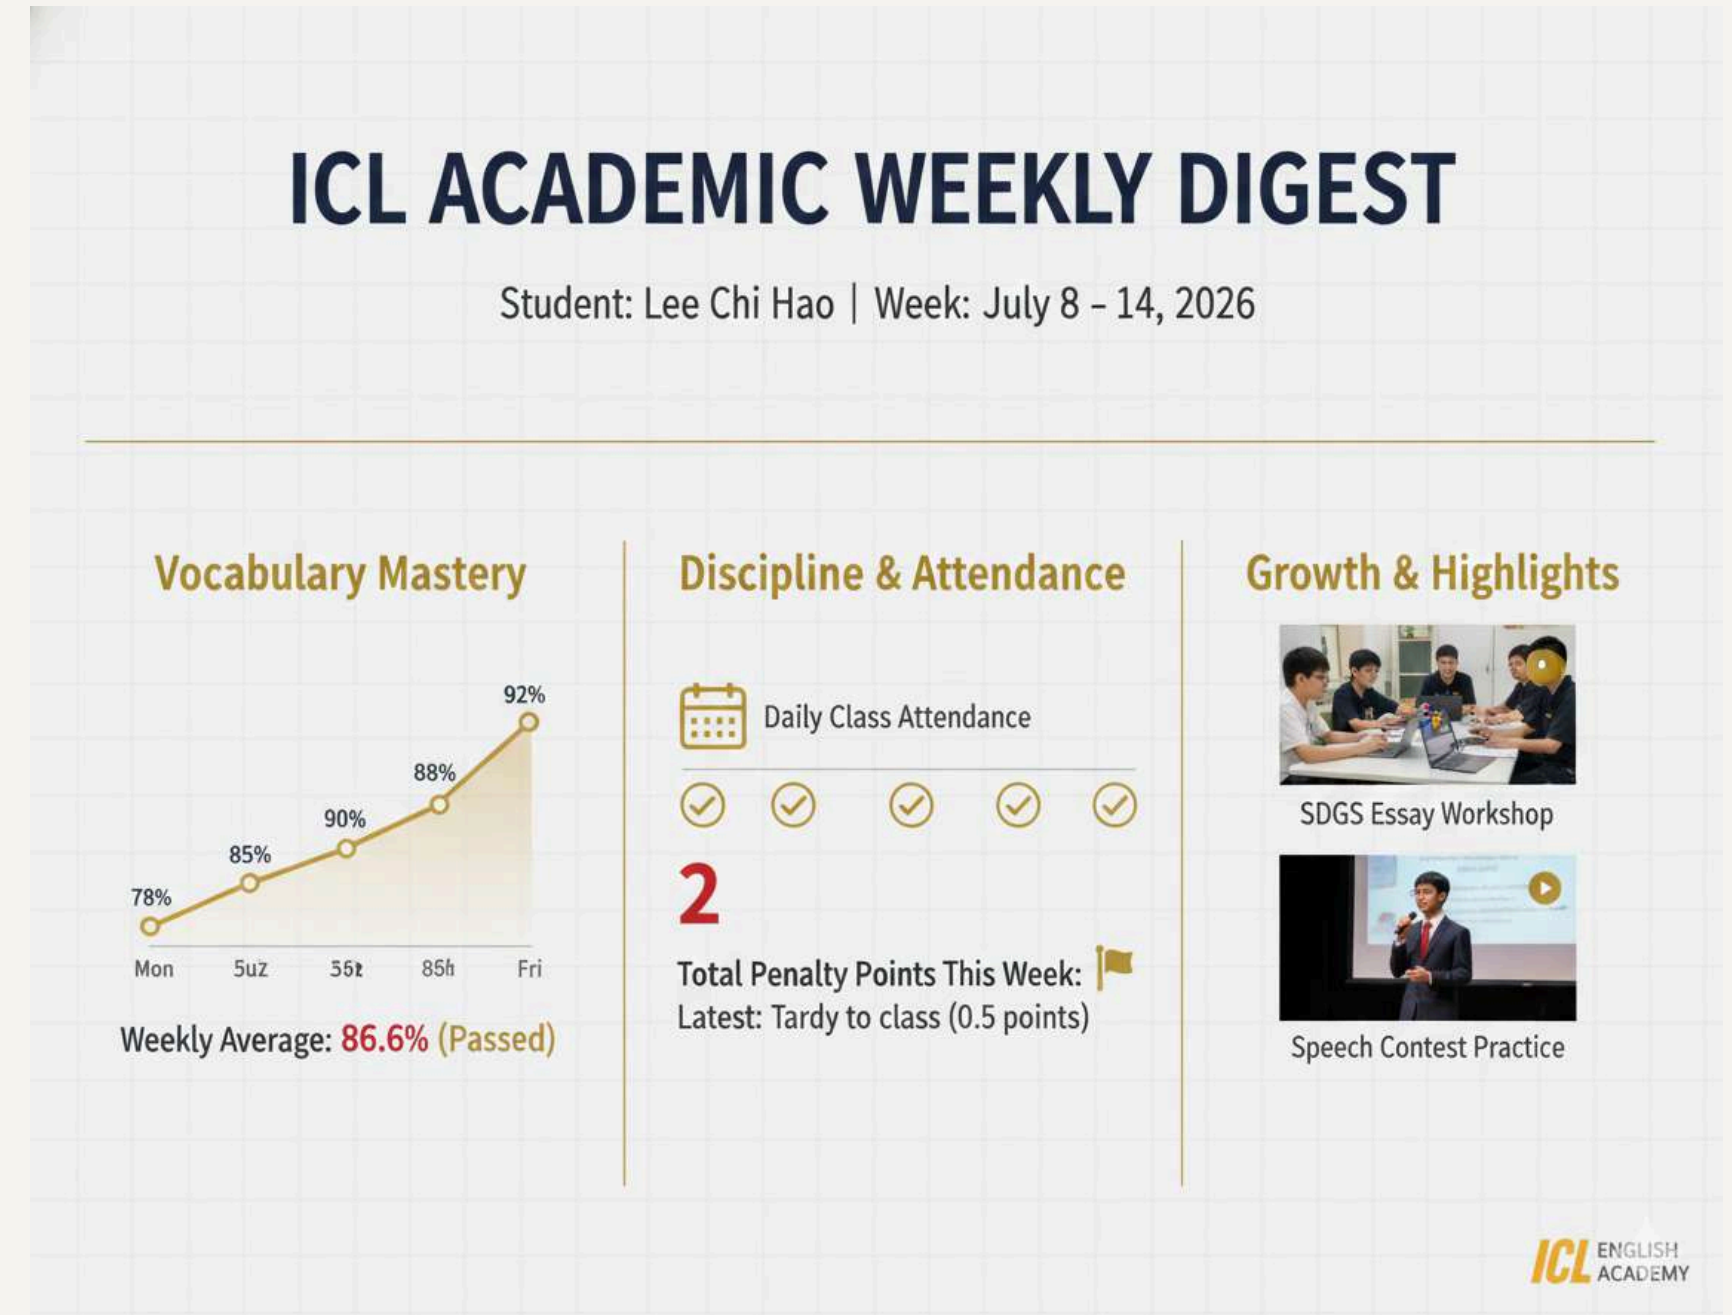 ICL ACADEMIC WEEKLY DIGEST
Student: Lee Chi Hao | Week: July 8 – 14, 2026
Vocabulary Mastery
92%
88%
90%
85%
78%
Mon
Fri
Weekly Average: 86.6% (Passed)
Discipline & Attendance
Daily Class Attendance
2
Total Penalty Points This Week:
Latest: Tardy to class (0.5 points)
Growth & Highlights
SDGS Essay Workshop
Speech Contest Practice
ICL ENGLISH
ACADEMY